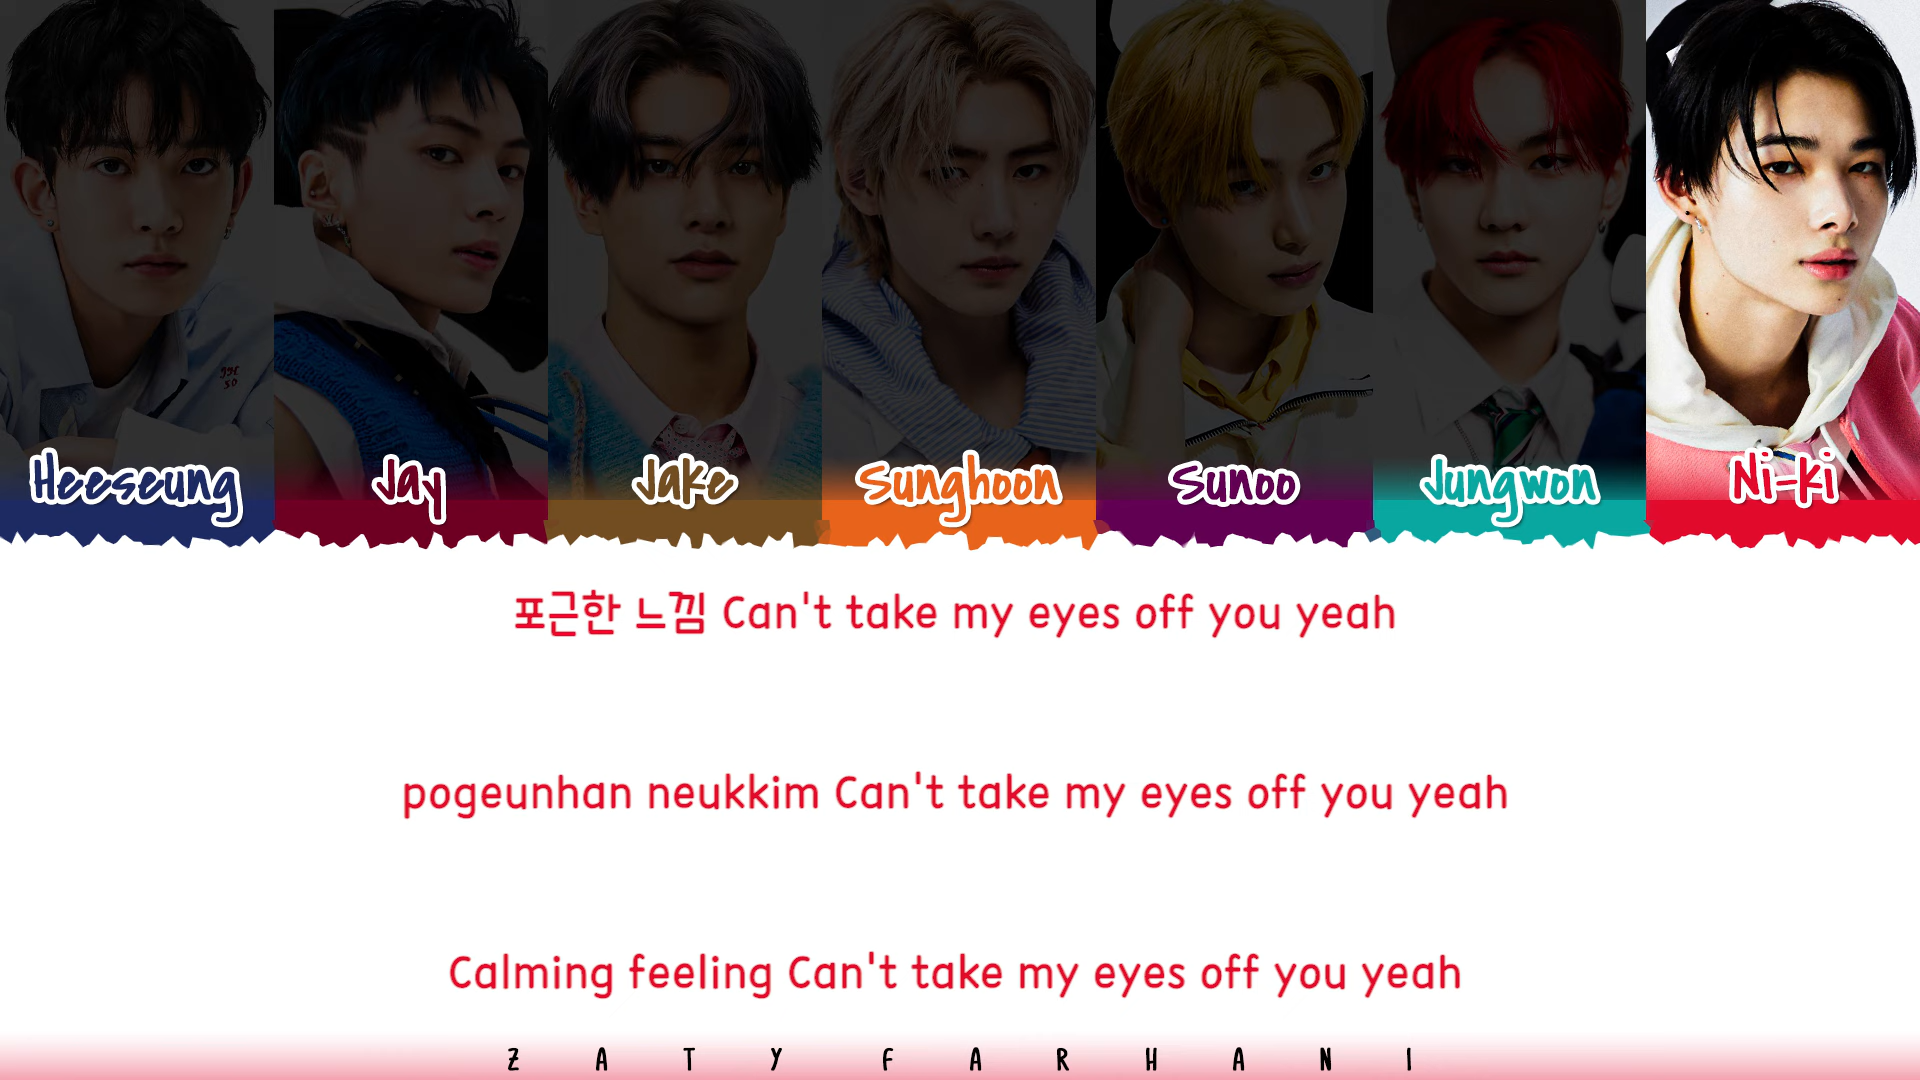 Heeseung Jay Jake Sunghoon Sunoo Jungwon Ni-ki
포근한 느낌 Can't take my eyes off you yeah
pogeunhan neukkim Can't take my eyes off you yeah
Calming feeling Can't take my eyes off you yeah
ZATY FARHANI